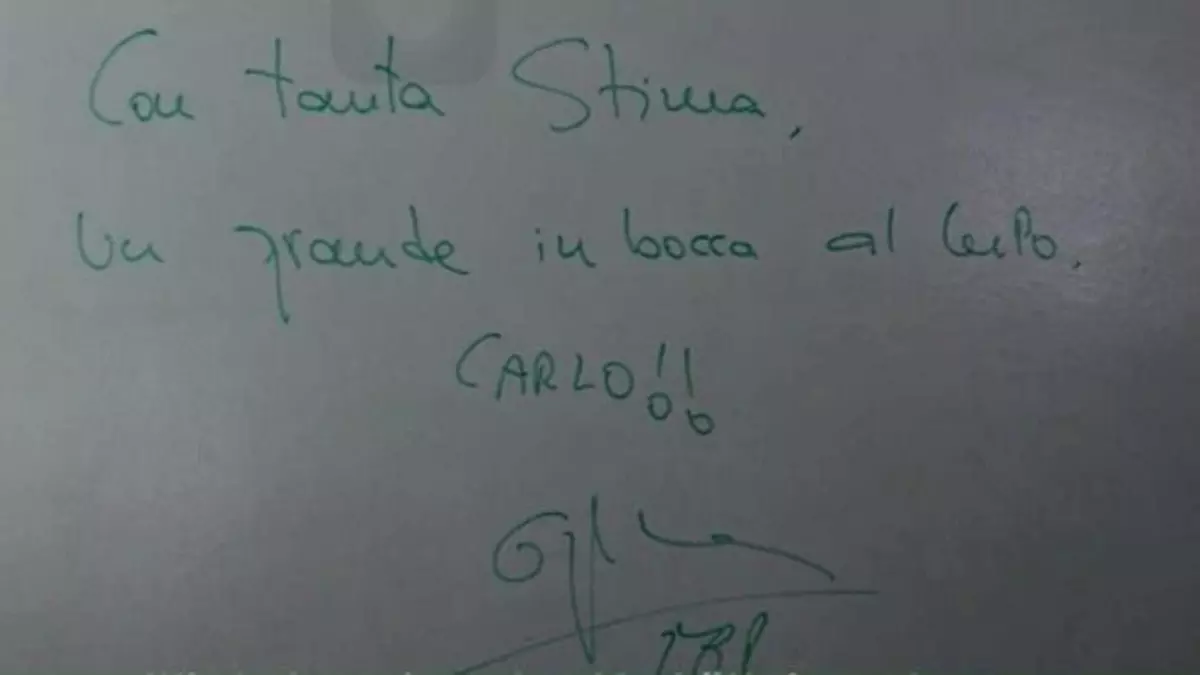 Con tanta Stima,
Un grande in bocca al lupo.
CARLO!!